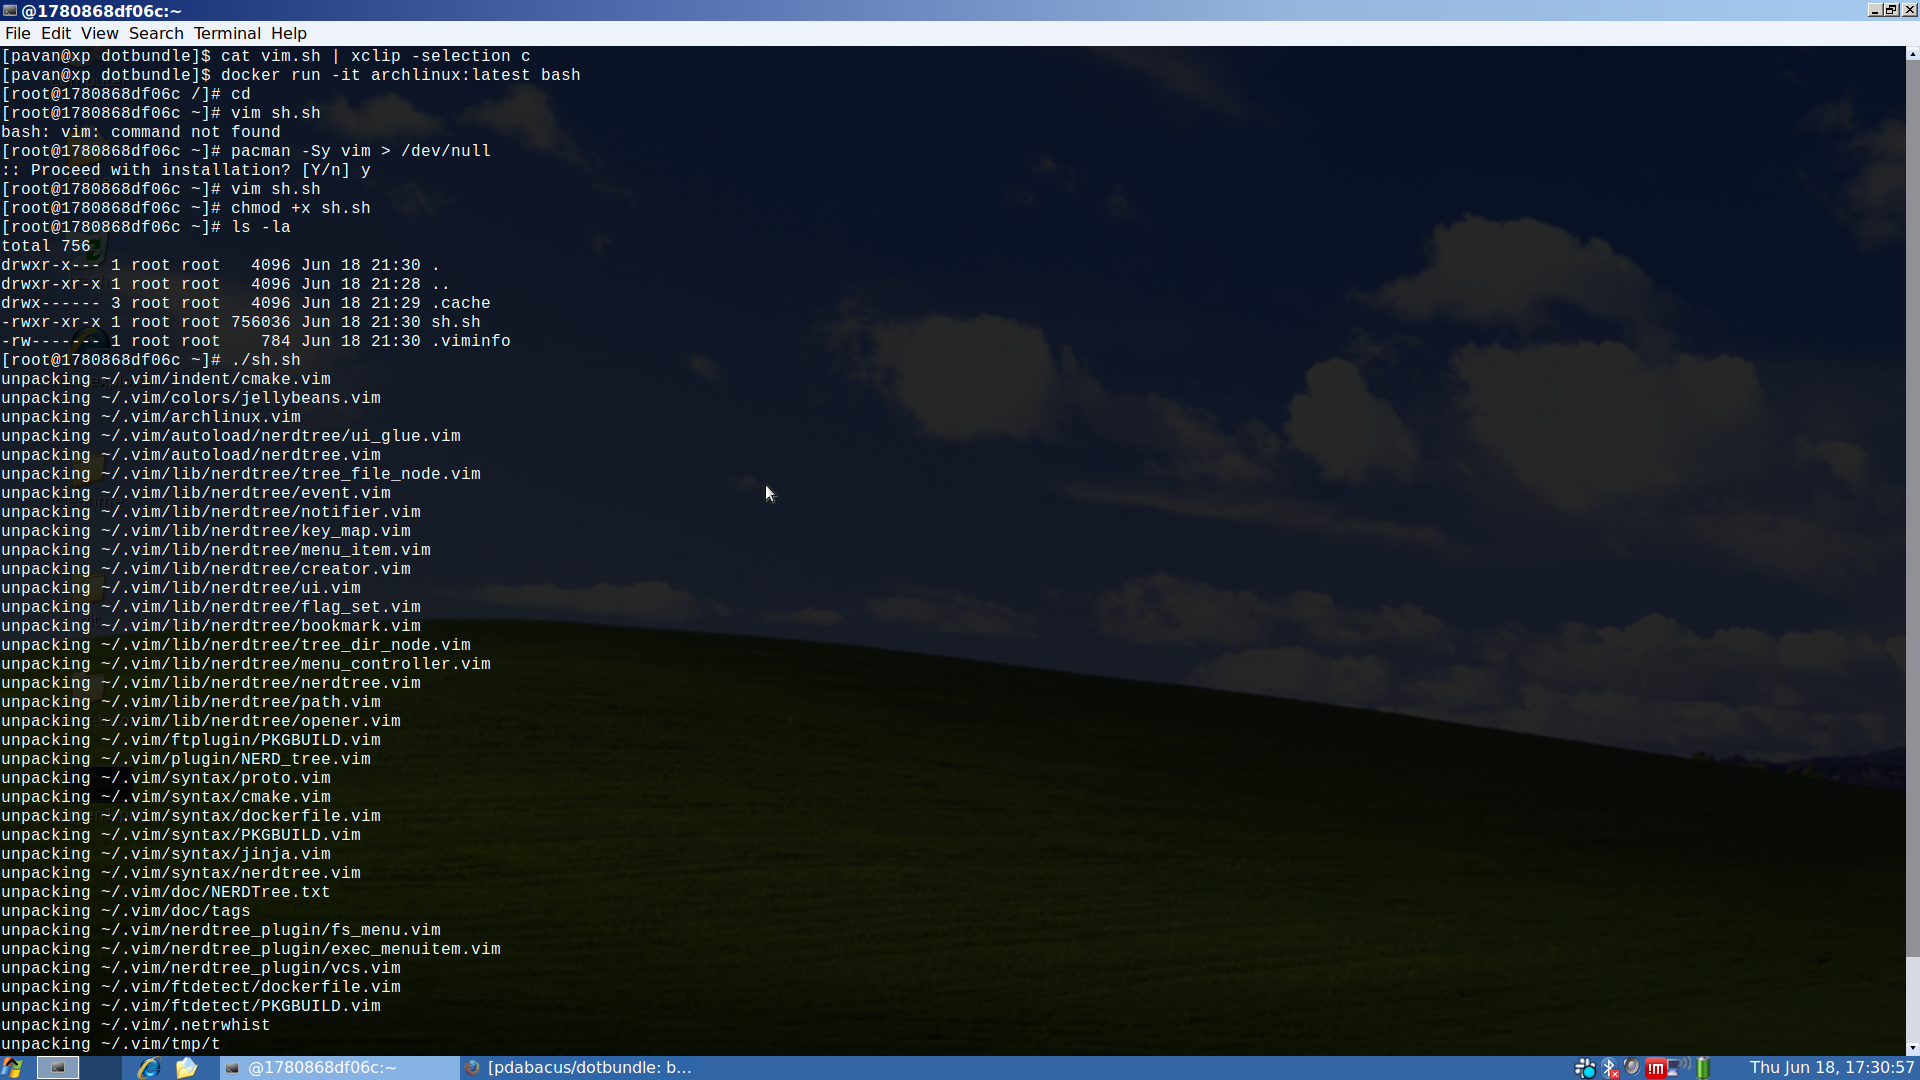 @1780868df06c:~
File Edit View Search Terminal Help
[pavan@xp dotbundle]$ cat vim.sh | xclip -selection c
[pavan@xp dotbundle]$ docker run -it archlinux:latest bash
[root@1780868df06c /]# cd
[root@1780868df06c ~]# vim sh.sh
bash: vim: command not found
[root@1780868df06c ~]# pacman -Sy vim > /dev/null
:: Proceed with installation? [Y/n] y
[root@1780868df06c ~]# vim sh.sh
[root@1780868df06c ~]# chmod +x sh.sh
[root@1780868df06c ~]# ls -la
total 756
drwxr-x--- 1 root root   4096 Jun 18 21:30 .
drwxr-xr-x 1 root root   4096 Jun 18 21:28 ..
drwx------ 3 root root   4096 Jun 18 21:29 .cache
-rwxr-xr-x 1 root root 756036 Jun 18 21:30 sh.sh
-rw------- 1 root root    784 Jun 18 21:30 .viminfo
[root@1780868df06c ~]# ./sh.sh
unpacking ~/.vim/indent/cmake.vim
unpacking ~/.vim/colors/jellybeans.vim
unpacking ~/.vim/archlinux.vim
unpacking ~/.vim/autoload/nerdtree/ui_glue.vim
unpacking ~/.vim/autoload/nerdtree.vim
unpacking ~/.vim/lib/nerdtree/tree_file_node.vim
unpacking ~/.vim/lib/nerdtree/event.vim
unpacking ~/.vim/lib/nerdtree/notifier.vim
unpacking ~/.vim/lib/nerdtree/key_map.vim
unpacking ~/.vim/lib/nerdtree/menu_item.vim
unpacking ~/.vim/lib/nerdtree/creator.vim
unpacking ~/.vim/lib/nerdtree/ui.vim
unpacking ~/.vim/lib/nerdtree/flag_set.vim
unpacking ~/.vim/lib/nerdtree/bookmark.vim
unpacking ~/.vim/lib/nerdtree/tree_dir_node.vim
unpacking ~/.vim/lib/nerdtree/menu_controller.vim
unpacking ~/.vim/lib/nerdtree/nerdtree.vim
unpacking ~/.vim/lib/nerdtree/path.vim
unpacking ~/.vim/lib/nerdtree/opener.vim
unpacking ~/.vim/ftplugin/PKGBUILD.vim
unpacking ~/.vim/plugin/NERD_tree.vim
unpacking ~/.vim/syntax/proto.vim
unpacking ~/.vim/syntax/cmake.vim
unpacking ~/.vim/syntax/dockerfile.vim
unpacking ~/.vim/syntax/PKGBUILD.vim
unpacking ~/.vim/syntax/jinja.vim
unpacking ~/.vim/syntax/nerdtree.vim
unpacking ~/.vim/doc/NERDTree.txt
unpacking ~/.vim/doc/tags
unpacking ~/.vim/nerdtree_plugin/fs_menu.vim
unpacking ~/.vim/nerdtree_plugin/exec_menuitem.vim
unpacking ~/.vim/nerdtree_plugin/vcs.vim
unpacking ~/.vim/ftdetect/dockerfile.vim
unpacking ~/.vim/ftdetect/PKGBUILD.vim
unpacking ~/.vim/.netrwhist
unpacking ~/.vim/tmp/t
@1780868df06c:~ [pdabacus/dotbundle: b... !m Thu Jun 18, 17:30:57